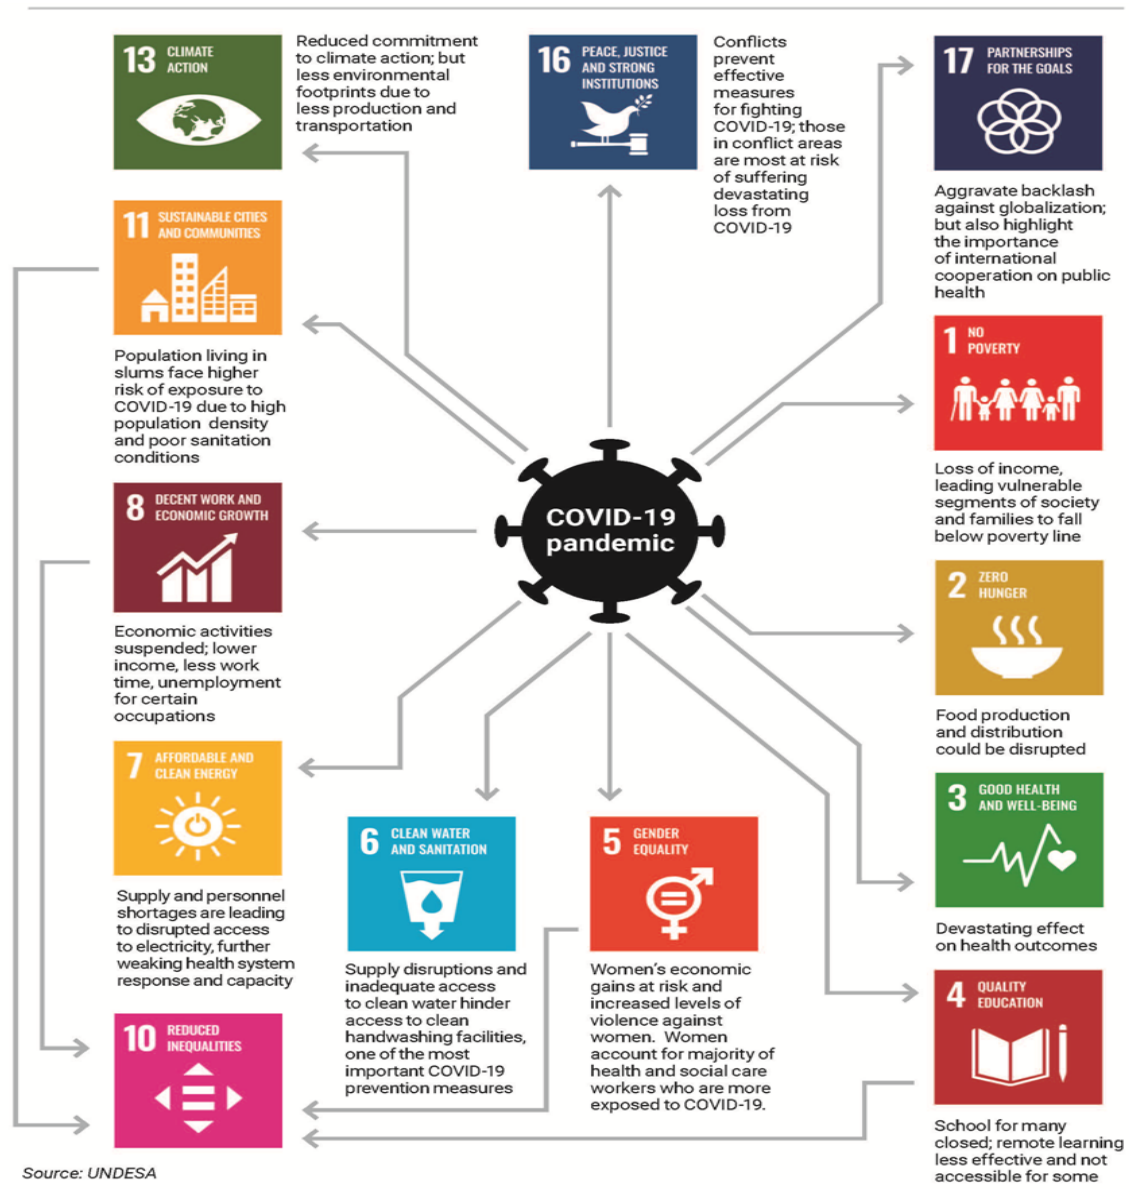 13 CLIMATE
ACTION
Reduced commitment
to climate action; but
less environmental
footprints due to
less production and
transportation
16 PEACE, JUSTICE
AND STRONG
INSTITUTIONS
Conflicts
prevent
effective
measures
for fighting
COVID-19; those
in conflict areas
are most at risk
of suffering
devastating
loss from
COVID-19
17 PARTNERSHIPS
FOR THE GOALS
Aggravate backlash
against globalization;
but also highlight
the importance
of international
cooperation on public
health
11 SUSTAINABLE CITIES
AND COMMUNITIES
Population living in
slums face higher
risk of exposure to
COVID-19 due to high
population density
and poor sanitation
conditions
1 NO
POVERTY
Loss of income,
leading vulnerable
segments of society
and families to fall
below poverty line
COVID-19
pandemic
8 DECENT WORK AND
ECONOMIC GROWTH
Economic activities
suspended; lower
income, less work
time, unemployment
for certain
occupations
2 ZERO
HUNGER
Food production
and distribution
could be disrupted
7 AFFORDABLE AND
CLEAN ENERGY
Supply and personnel
shortages are leading
to disrupted access
to electricity, further
weaking health system
response and capacity
6 CLEAN WATER
AND SANITATION
Supply disruptions and
inadequate access
to clean water hinder
access to clean
handwashing facilities,
one of the most
important COVID-19
prevention measures
5 GENDER
EQUALITY
Women's economic
gains at risk and
increased levels of
violence against
women. Women
account for majority of
health and social care
workers who are more
exposed to COVID-19.
3 GOOD HEALTH
AND WELL-BEING
Devastating effect
on health outcomes
4 QUALITY
EDUCATION
School for many
closed; remote learning
less effective and not
accessible for some
10 REDUCED
INEQUALITIES
Source: UNDESA